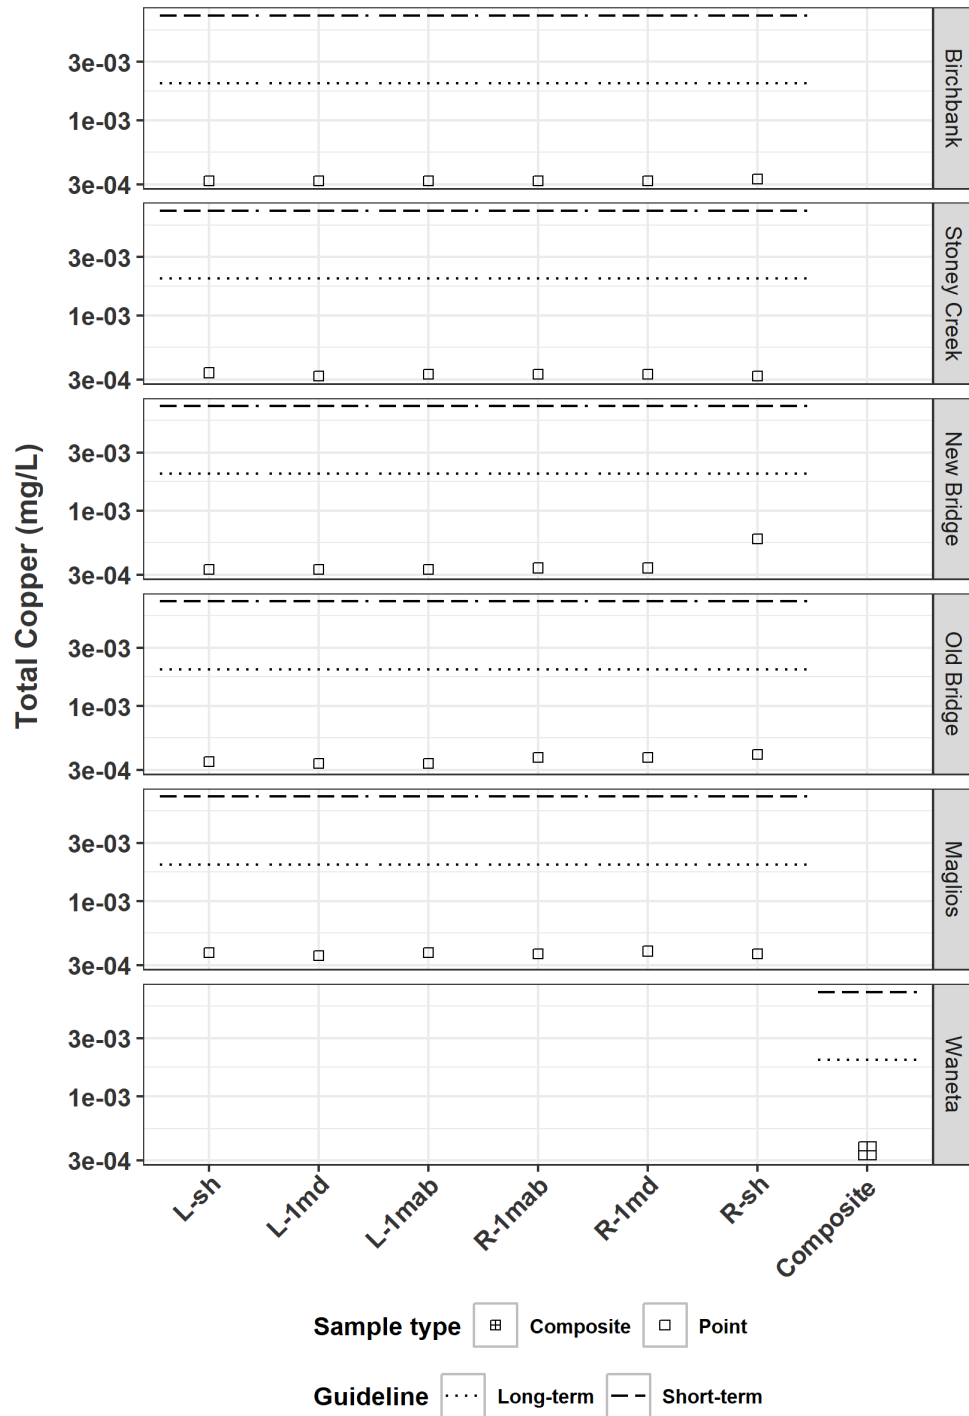 Total Copper (mg/L)
3e-03
1e-03
3e-04
Birchbank
3e-03
1e-03
3e-04
Stoney Creek
3e-03
1e-03
3e-04
New Bridge
3e-03
1e-03
3e-04
Old Bridge
3e-03
1e-03
3e-04
Maglios
3e-03
1e-03
3e-04
Waneta
L-sh
L-1md
L-1mab
R-1mab
R-1md
R-sh
Composite
Sample type Composite Point
Guideline Long-term Short-term